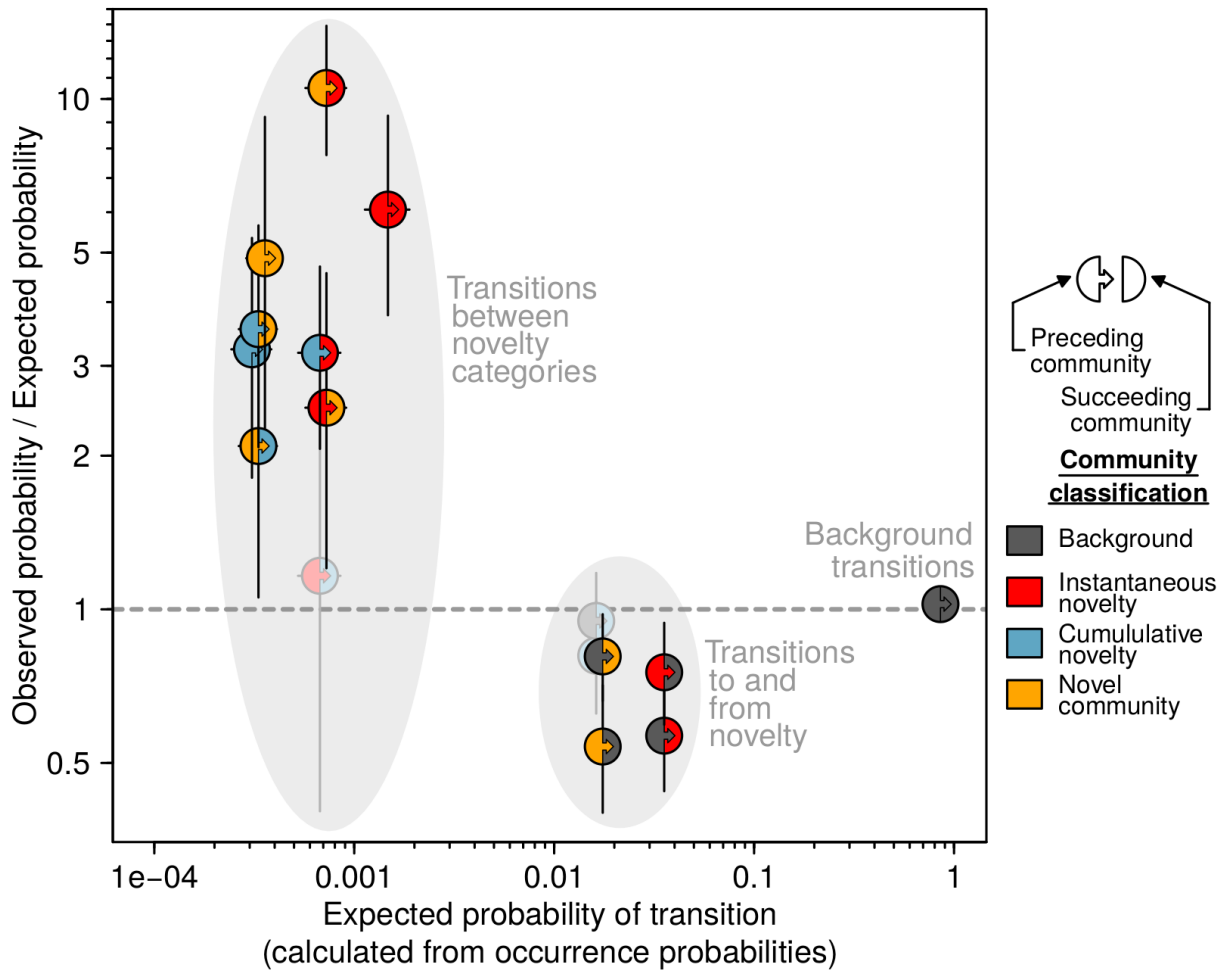 Observed probability / Expected probability
10
5
3
2
1
0.5
1e−04
0.001
0.01
0.1
1
Expected probability of transition
(calculated from occurrence probabilities)
Transitions
between
novelty
categories
Background
transitions
Transitions
to and
from
novelty
Preceding
community
Succeeding
community
Community
classification
Background
Instantaneous
novelty
Cumululative
novelty
Novel
community